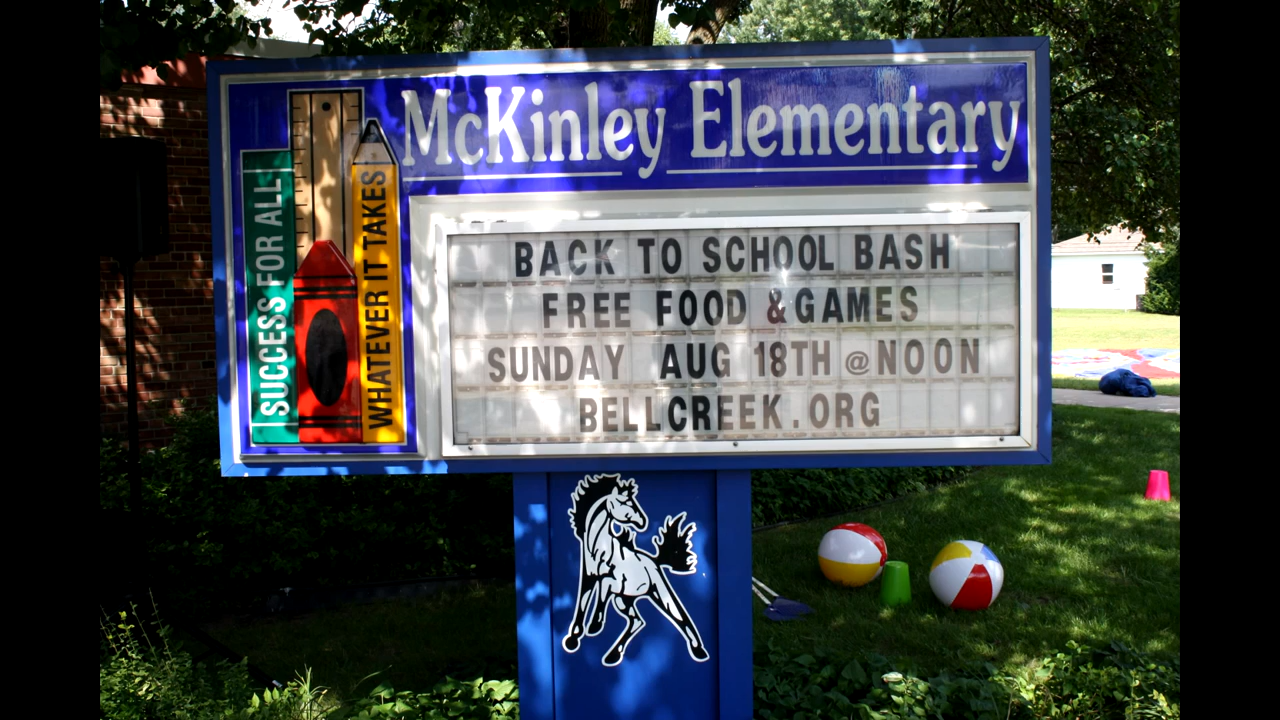 McKinley Elementary
SUCCESS FOR ALL
WHATEVER IT TAKES
BACK TO SCHOOL BASH
FREE FOOD & GAMES
SUNDAY AUG 18TH @ NOON
BELLCREEK.ORG